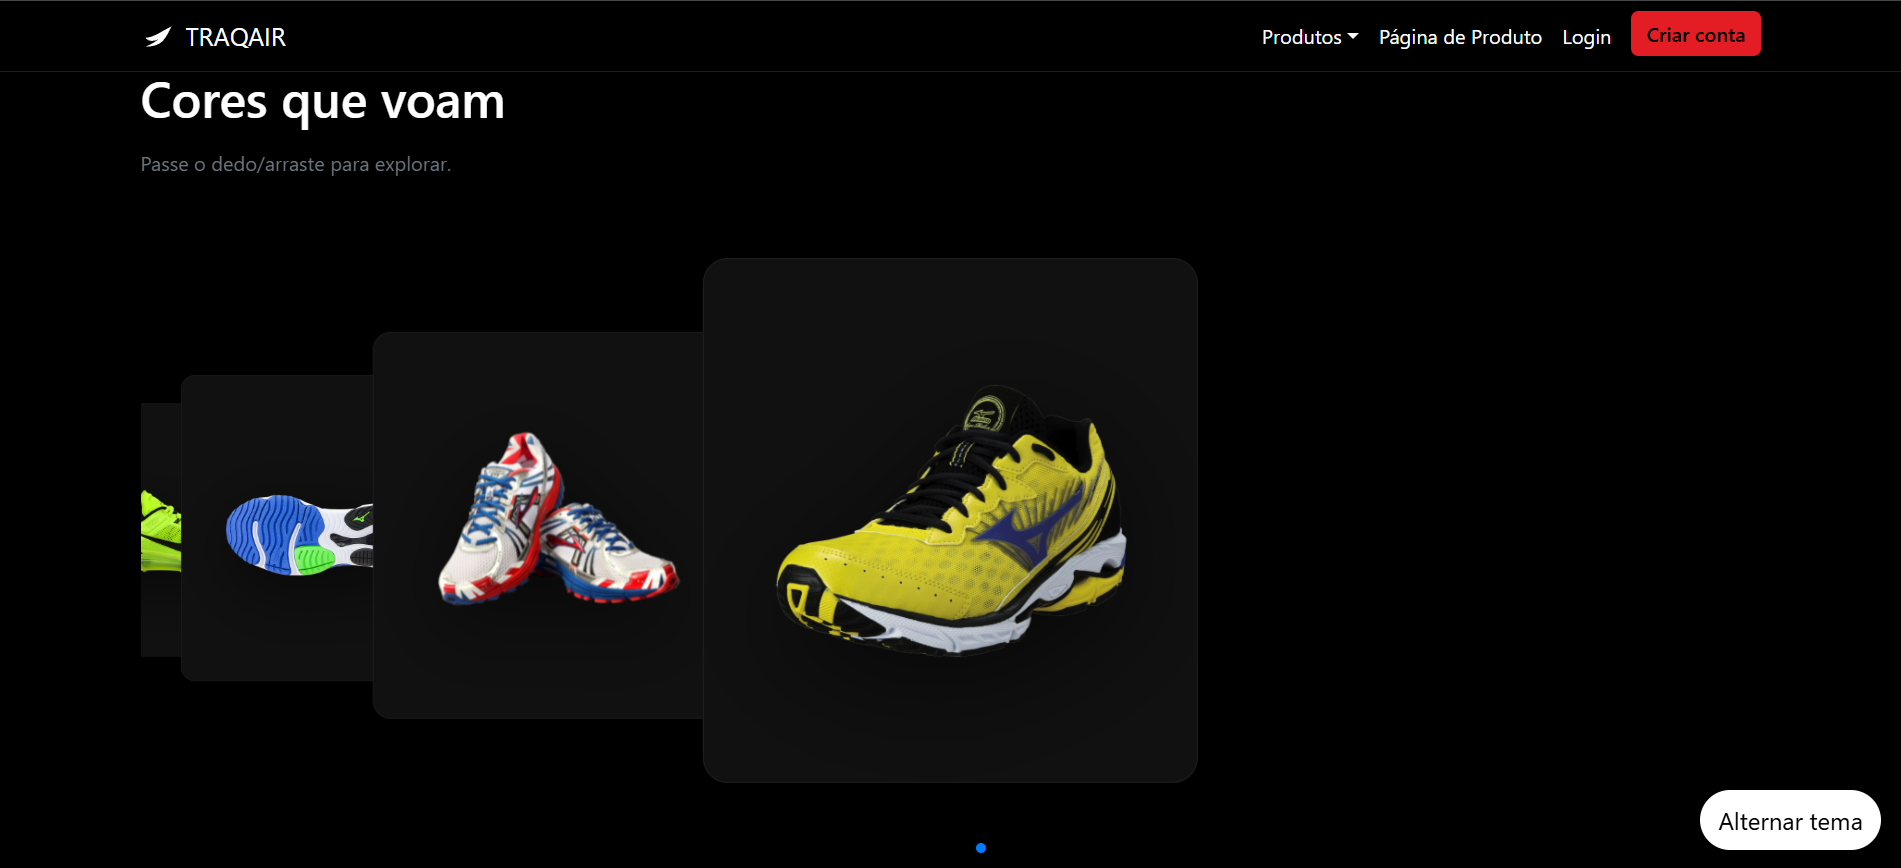 TRAQAIR
Produtos
Página de Produto
Login
Criar conta
Cores que voam
Passe o dedo/arraste para explorar.
Alternar tema